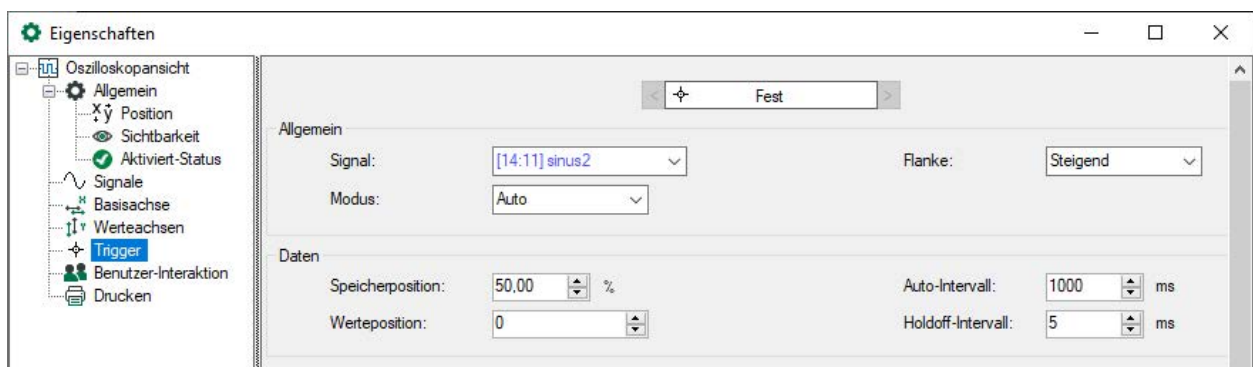 Eigenschaften
Oszilloskopansicht
Allgemein
Position
Sichtbarkeit
Aktiviert-Status
Signale
Basisachse
Werteachsen
Trigger
Benutzer-Interaktion
Drucken
< Fest >
Allgemein
Signal: [14:11] sinus2 Flanke: Steigend
Modus: Auto
Daten
Speicherposition: 50,00 % Auto-Intervall: 1000 ms
Werteposition: 0 Holdoff-Intervall: 5 ms